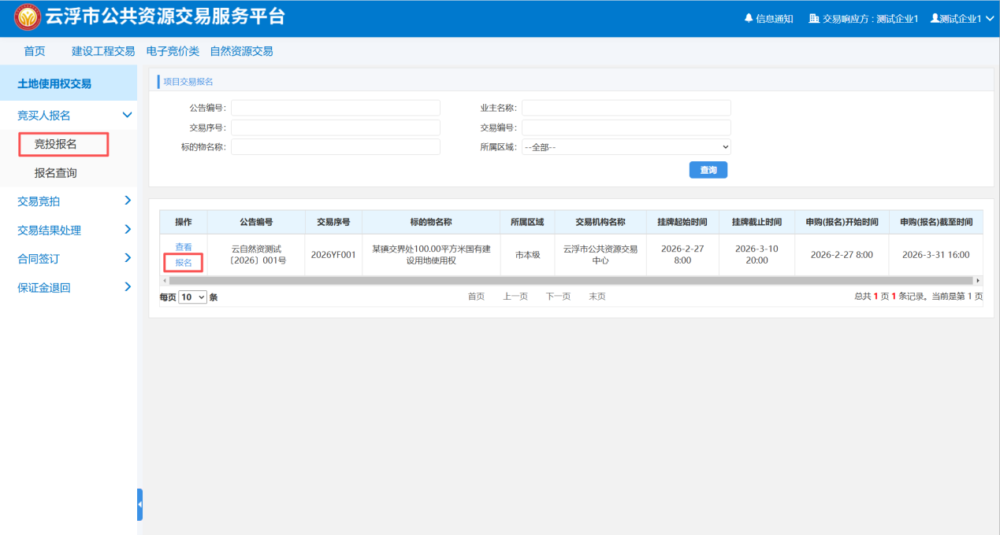 云浮市公共资源交易服务平台
信息通知 交易响应方 : 测试企业1 测试企业1
首页 建设工程交易 电子竞价类 自然资源交易
土地使用权交易
竞买人报名
竞投报名
报名查询
交易竞拍
交易结果处理
合同签订
保证金退回
项目交易报名
公告编号: 业主名称:
交易序号: 交易编号:
标的物名称: 所属区域: --全部--
查询
操作 公告编号 交易序号 标的物名称 所属区域 交易机构名称 挂牌起始时间 挂牌截止时间 申购(报名)开始时间 申购(报名)截至时间
查看 云自然资测试 某镇交界处100.00平方米国有建 云浮市公共资源交易 2026-2-27 2026-3-10
2026YF001 市本级 2026-2-27 8:00 2026-3-31 16:00
报名 〔2026〕001号 设用地使用权 中心 8:00 20:00
每页 10 条 首页 上一页 下一页 末页 总共 1 页 1 条记录。当前是第 1 页